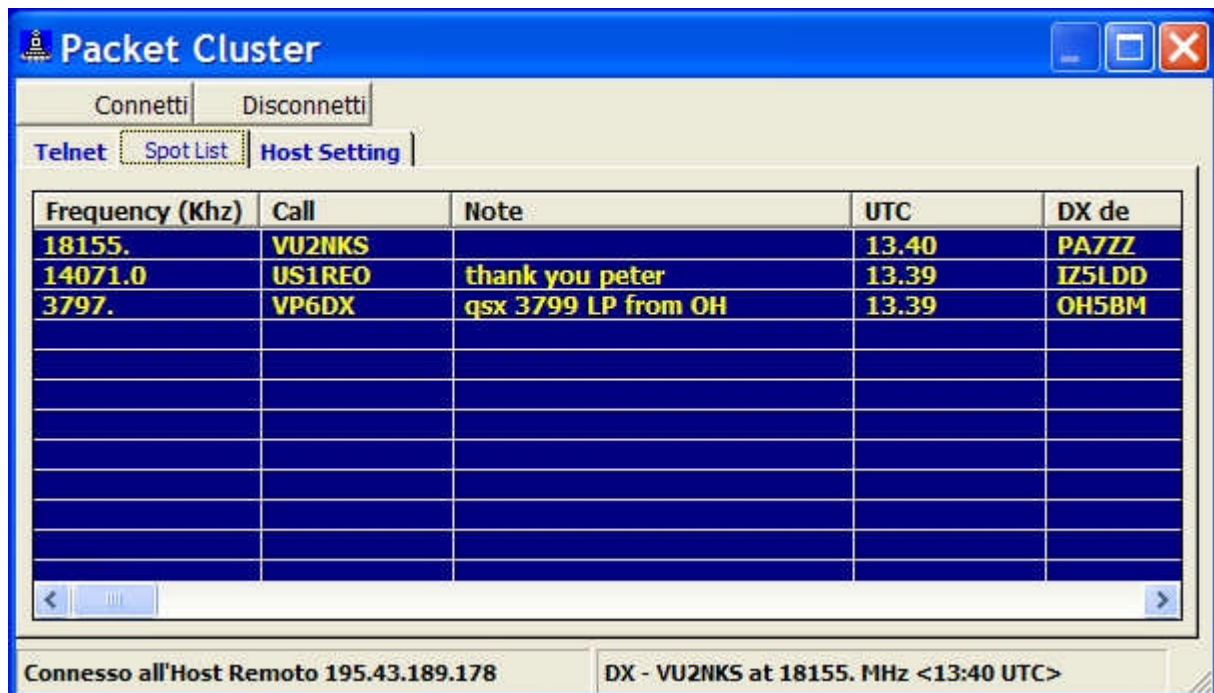 Packet Cluster
Connetti Disconnetti
Telnet Spot List Host Setting
Frequency (Khz) Call Note UTC DX de
18155. VU2NKS 13.40 PA7ZZ
14071.0 US1REO thank you peter 13.39 IZ5LDD
3797. VP6DX qsx 3799 LP from OH 13.39 OH5BM
Connesso all'Host Remoto 195.43.189.178 DX - VU2NKS at 18155. MHz <13:40 UTC>